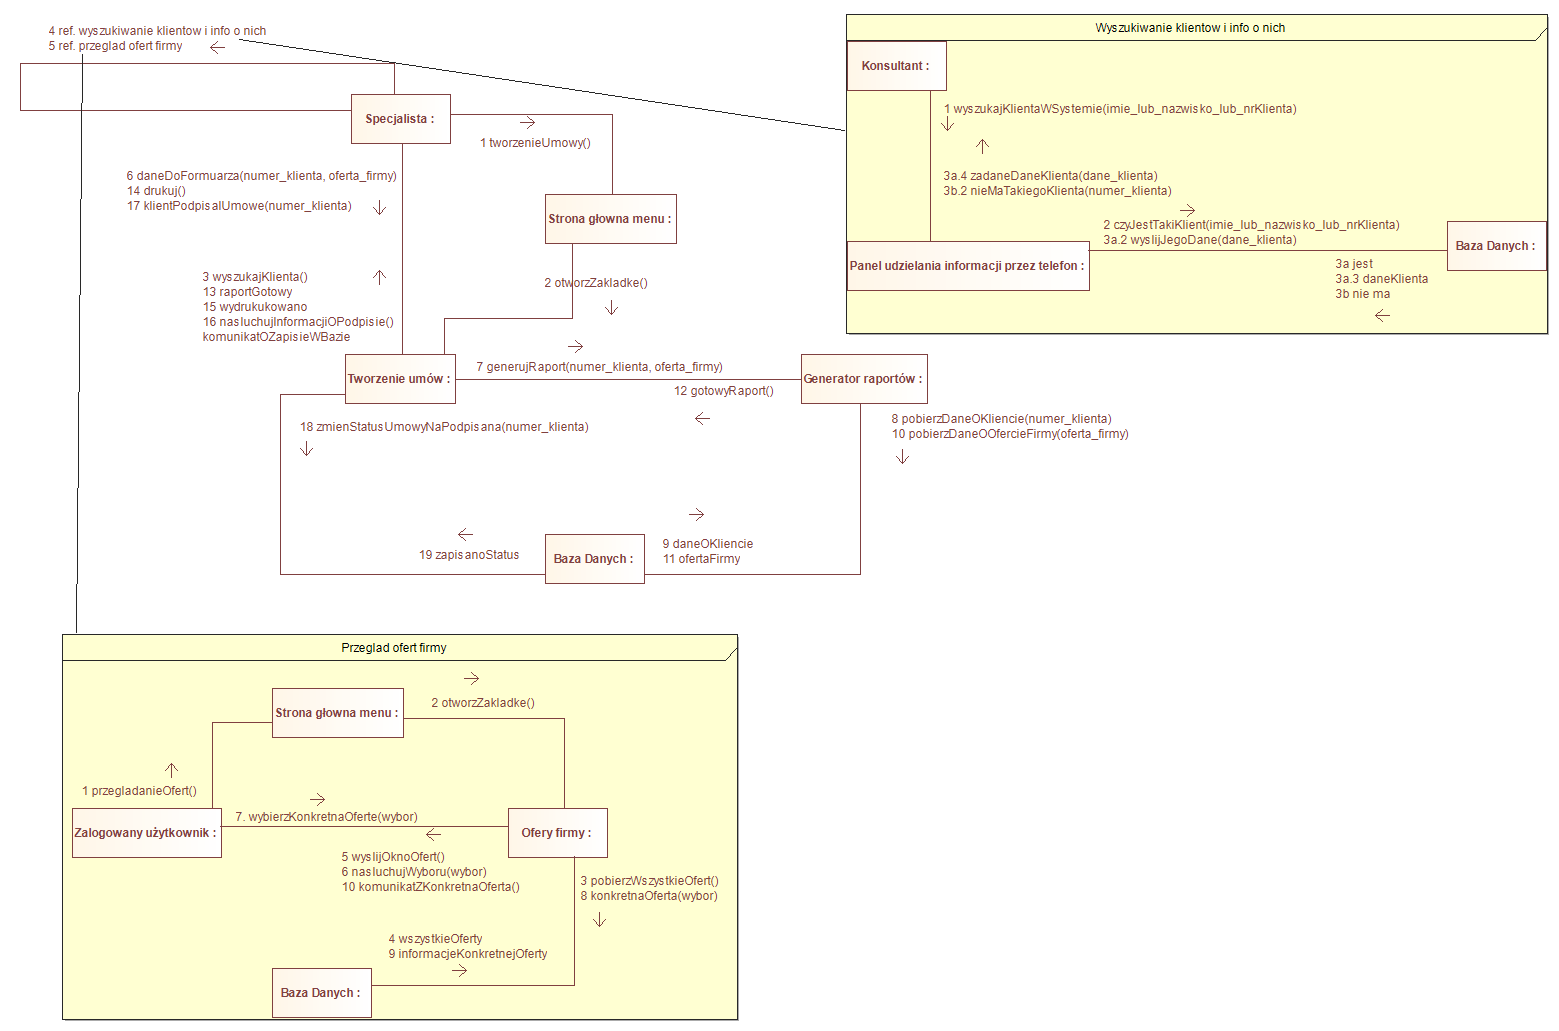 4 ref. wyszukiwanie klientow i info o nich
5 ref. przeglad ofert firmy
Specjalista :
1 tworzenieUmowy()
6 daneDoFormuarza(numer_klienta, oferta_firmy)
14 drukuj()
17 klientPodpisalUmowe(numer_klienta)
Strona głowna menu :
3 wyszukajKlienta()
13 raportGotowy
15 wydrukukowano
16 nasluchujInformacjiOPodpisie()
komunikatOZapisieWBazie
2 otworzZakladke()
Tworzenie umów :
7 generujRaport(numer_klienta, oferta_firmy)
12 gotowyRaport()
Generator raportów :
18 zmienStatusUmowyNaPodpisana(numer_klienta)
8 pobierzDaneOKliencie(numer_klienta)
10 pobierzDaneOOfercieFirmy(oferta_firmy)
19 zapisanoStatus
Baza Danych :
9 daneOKliencie
11 ofertaFirmy
Wyszukiwanie klientow i info o nich
Konsultant :
1 wyszukajKlientaWSystemie(imie_lub_nazwisko_lub_nrKlienta)
3a.4 zadaneDaneKlienta(dane_klienta)
3b.2 nieMaTakiegoKlienta(numer_klienta)
2 czyJestTakiKlient(imie_lub_nazwisko_lub_nrKlienta)
3a.2 wyslijJegoDane(dane_klienta)
Baza Danych :
Panel udzielania informacji przez telefon :
3a jest
3a.3 daneKlienta
3b nie ma
Przeglad ofert firmy
Strona głowna menu :
2 otworzZakladke()
1 przegladanieOfert()
Zalogowany użytkownik :
7. wybierzKonkretnaOferte(wybor)
Ofery firmy :
5 wyslijOknoOfert()
6 nasluchujWyboru(wybor)
10 komunikatZKonkretnaOferta()
3 pobierzWszystkieOfert()
8 konkretnaOferta(wybor)
4 wszystkieOferty
9 informacjeKonkretnejOferty
Baza Danych :